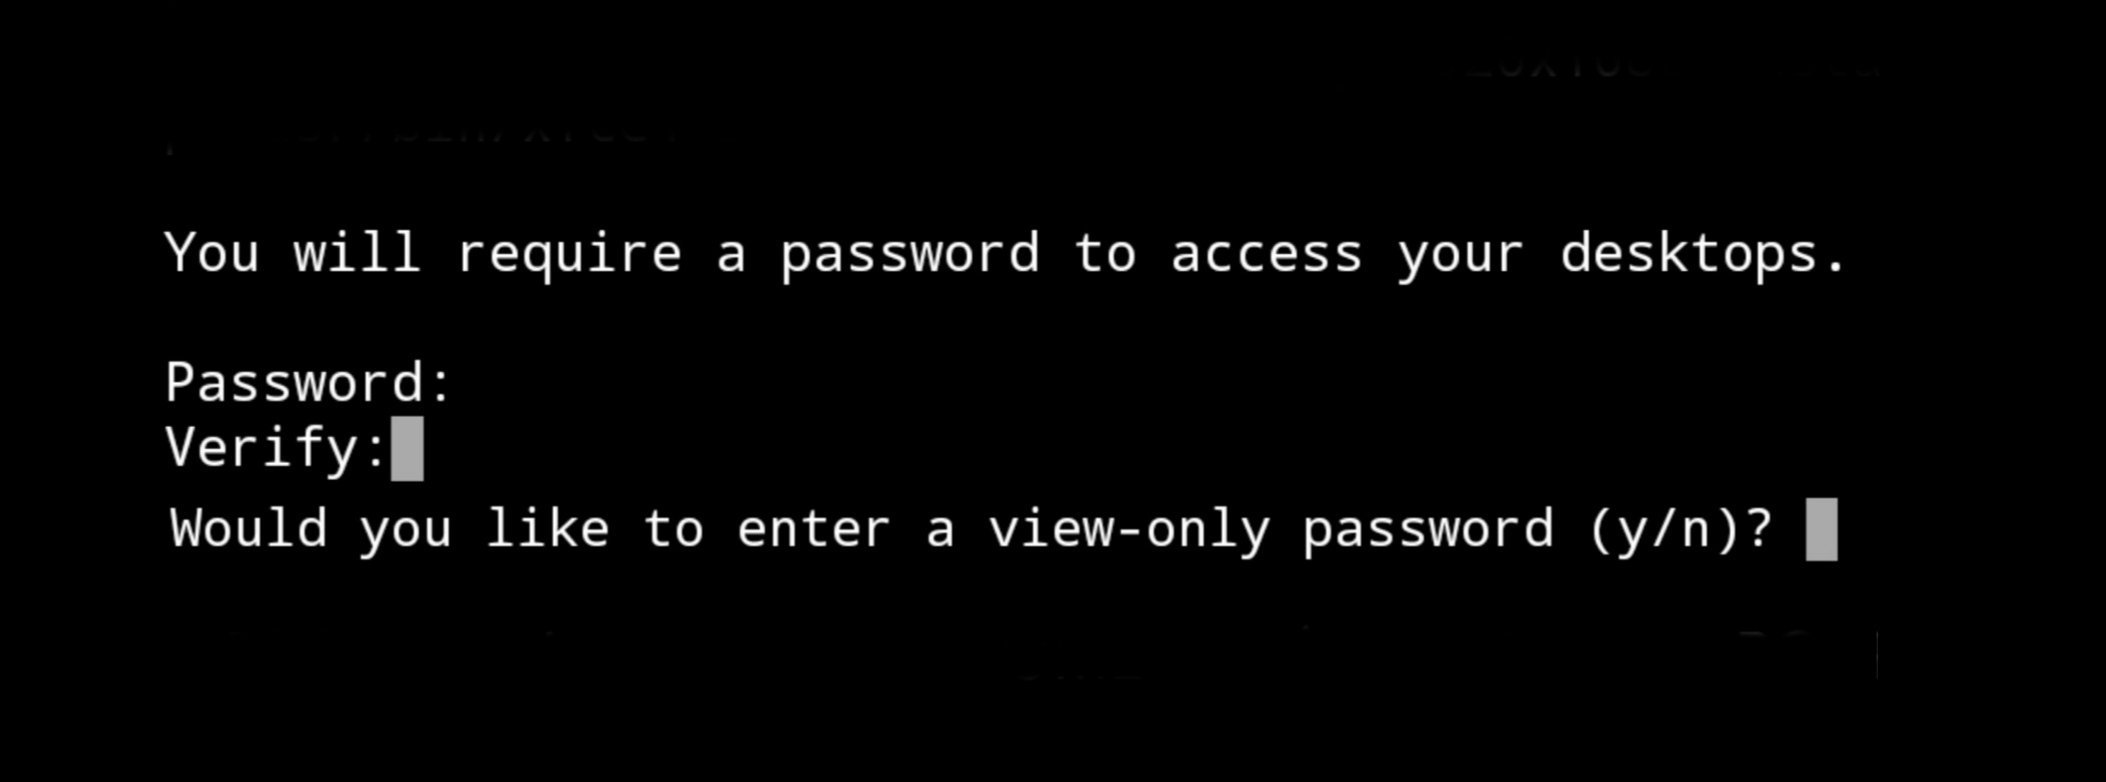 You will require a password to access your desktops.
Password:
Verify:
Would you like to enter a view-only password (y/n)?